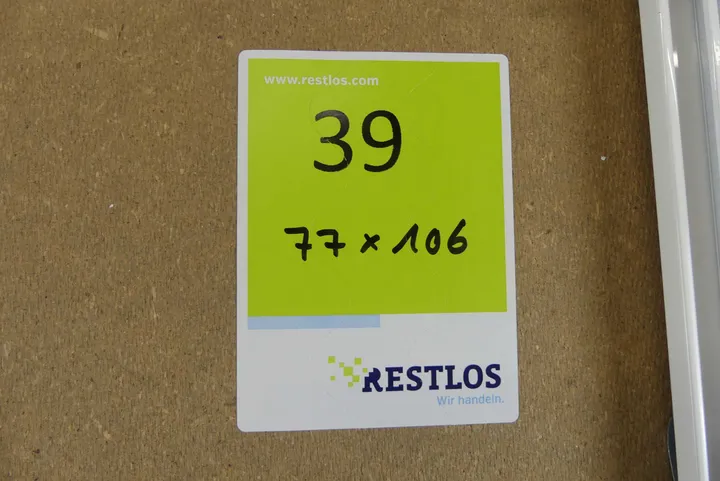 www.restlos.com
39
77 × 106
RESTLOS
Wir handeln.